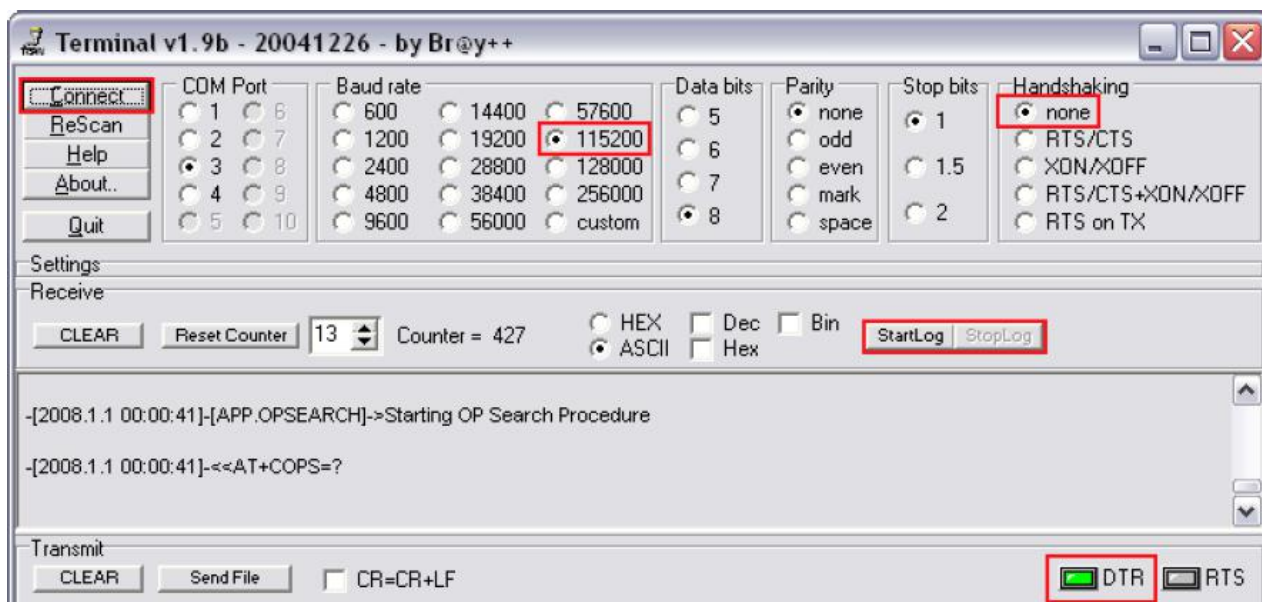 Terminal v1.9b - 20041226 - by Br@y++
Connect
ReScan
Help
About..
Quit
COM Port
1 6
2 7
3 8
4 9
5 10
Baud rate
600 14400 57600
1200 19200 115200
2400 28800 128000
4800 38400 256000
9600 56000 custom
Data bits
5
6
7
8
Parity
none
odd
even
mark
space
Stop bits
1
1.5
2
Handshaking
none
RTS/CTS
XON/XOFF
RTS/CTS+XON/XOFF
RTS on TX
Settings
Receive
CLEAR Reset Counter 13 Counter = 427
HEX Dec Bin
ASCII Hex
StartLog StopLog
-[2008.1.1 00:00:41]-[APP.OPSEARCH]->Starting OP Search Procedure
-[2008.1.1 00:00:41]-<<AT+COPS=?
Transmit
CLEAR Send File CR=CR+LF DTR RTS